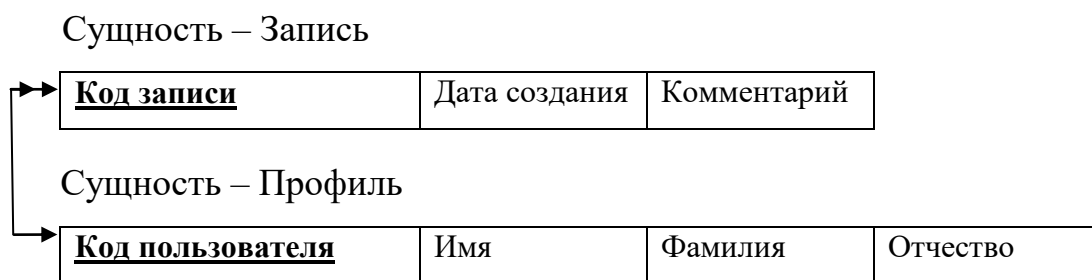 Сущность – Запись
Код записи Дата создания Комментарий
Сущность – Профиль
Код пользователя Имя Фамилия Отчество